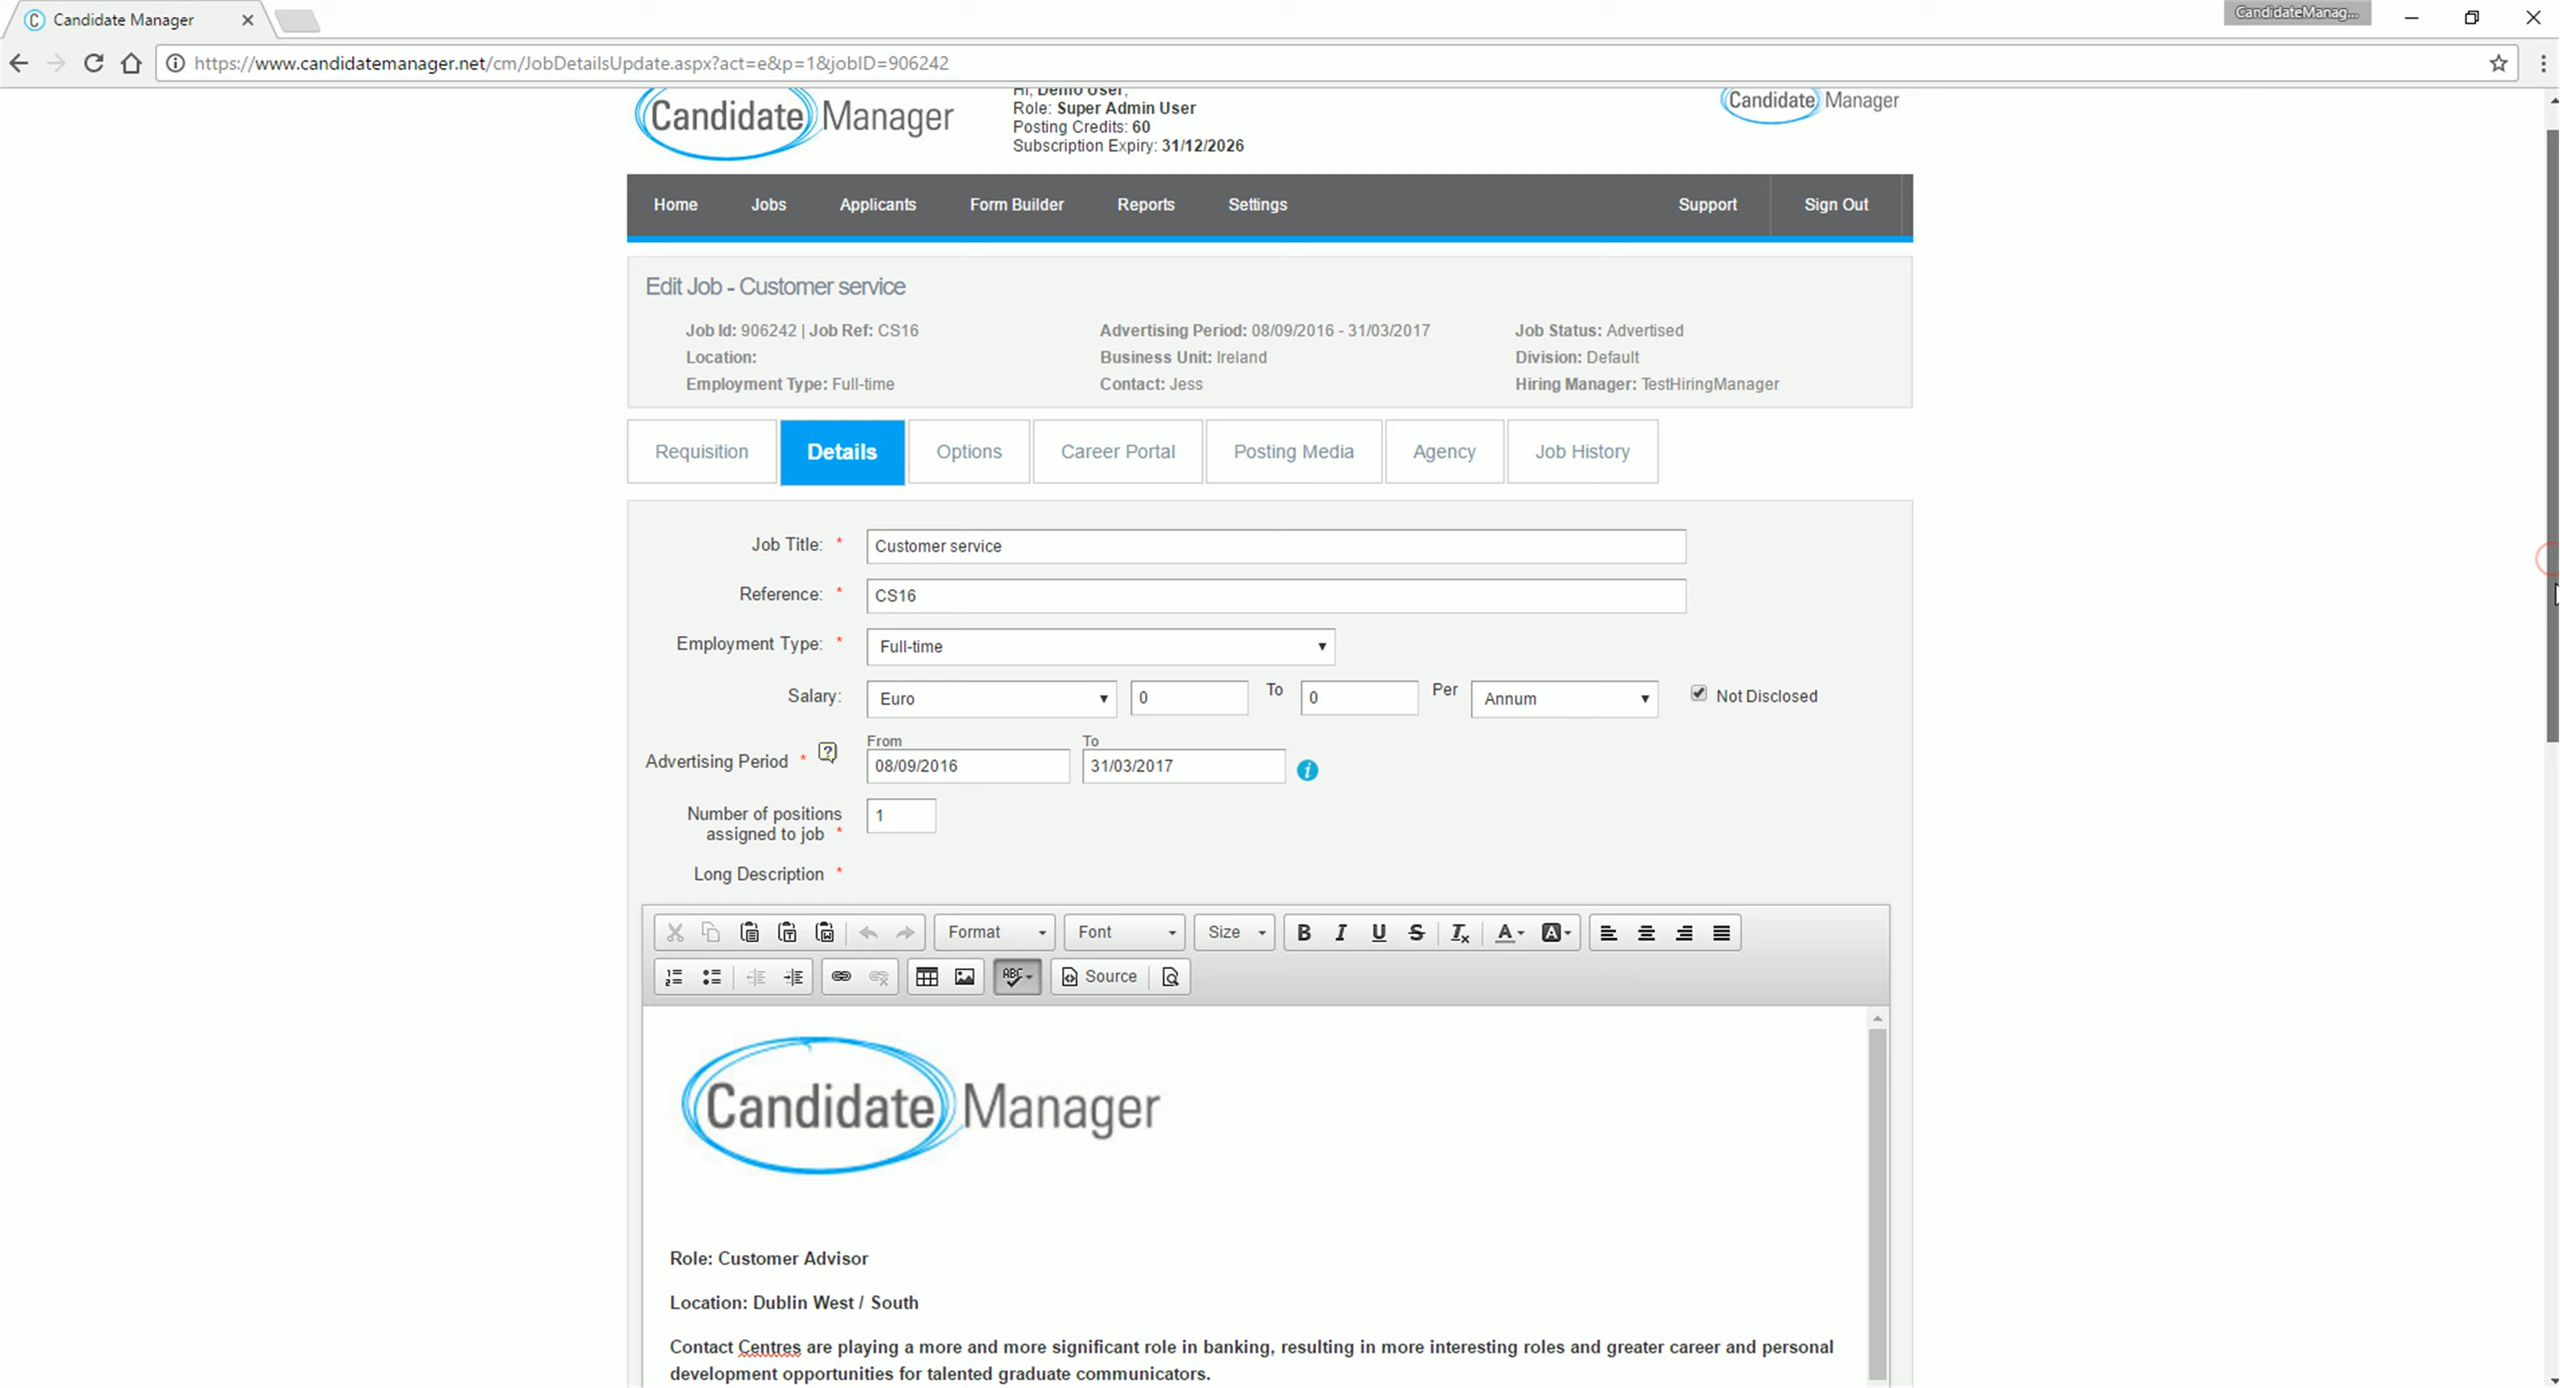 Candidate Manager
CandidateManag...
https://www.candidatemanager.net/cm/JobDetailsUpdate.aspx?act=e&p=1&jobID=906242
Candidate Manager
Hi, Demo User,
Role: Super Admin User
Posting Credits: 60
Subscription Expiry: 31/12/2026
Candidate Manager
Home Jobs Applicants Form Builder Reports Settings Support Sign Out
Edit Job - Customer service
Job Id: 906242 | Job Ref: CS16 Advertising Period: 08/09/2016 - 31/03/2017 Job Status: Advertised
Location: Business Unit: Ireland Division: Default
Employment Type: Full-time Contact: Jess Hiring Manager: TestHiringManager
Requisition Details Options Career Portal Posting Media Agency Job History
Job Title: * Customer service
Reference: * CS16
Employment Type: * Full-time
Salary: Euro 0 To 0 Per Annum Not Disclosed
From To
Advertising Period * 08/09/2016 31/03/2017
Number of positions 1
assigned to job *
Long Description *
Format Font Size
Source
Candidate Manager
Role: Customer Advisor
Location: Dublin West / South
Contact Centres are playing a more and more significant role in banking, resulting in more interesting roles and greater career and personal
development opportunities for talented graduate communicators.